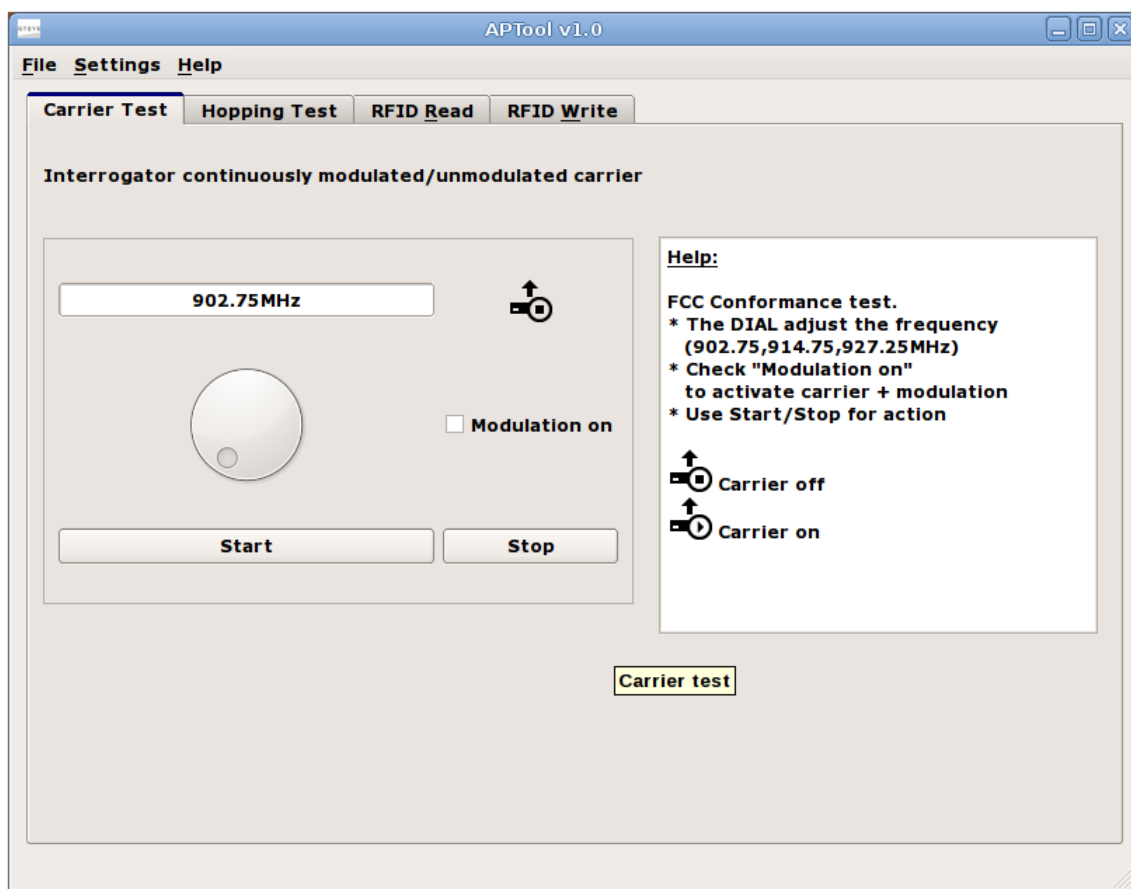 APTool v1.0
File Settings Help
Carrier Test Hopping Test RFID Read RFID Write
Interrogator continuously modulated/unmodulated carrier
902.75MHz
Modulation on
Start Stop
Help:
FCC Conformance test.
* The DIAL adjust the frequency
(902.75,914.75,927.25MHz)
* Check "Modulation on"
to activate carrier + modulation
* Use Start/Stop for action
Carrier off
Carrier on
Carrier test